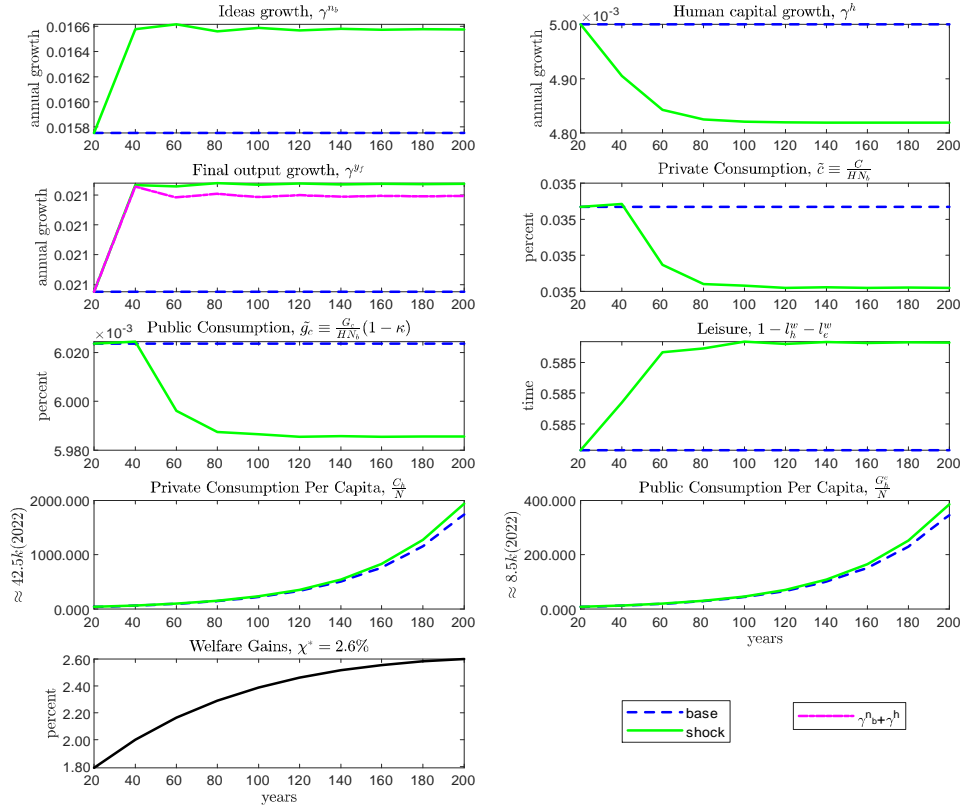 Ideas growth, γ^{n_b}
annual growth
0.0166
0.0164
0.0162
0.0160
0.0158
20 40 60 80 100 120 140 160 180 200
Human capital growth, γ^h
×10^{-3}
annual growth
5.00
4.90
4.80
20 40 60 80 100 120 140 160 180 200
Final output growth, γ^{y_f}
annual growth
0.021
0.021
0.021
0.021
20 40 60 80 100 120 140 160 180 200
Private Consumption, c̃ ≡ C/HN_b
percent
0.035
0.035
0.035
0.035
20 40 60 80 100 120 140 160 180 200
Public Consumption, g̃_c ≡ G_c/HN_b (1 − κ)
×10^{-3}
percent
6.020
6.000
5.980
20 40 60 80 100 120 140 160 180 200
Leisure, 1 − l_h^w − l_e^w
time
0.585
0.585
0.585
20 40 60 80 100 120 140 160 180 200
Private Consumption Per Capita, C_h/N
≈ 42.5k(2022)
2000.000
1000.000
0.000
20 40 60 80 100 120 140 160 180 200
Public Consumption Per Capita, G_h^c/N
≈ 8.5k(2022)
400.000
200.000
0.000
20 40 60 80 100 120 140 160 180 200
years
Welfare Gains, χ* = 2.6%
percent
2.60
2.40
2.20
2.00
1.80
20 40 60 80 100 120 140 160 180 200
years
base
shock
γ^{n_b}+γ^h